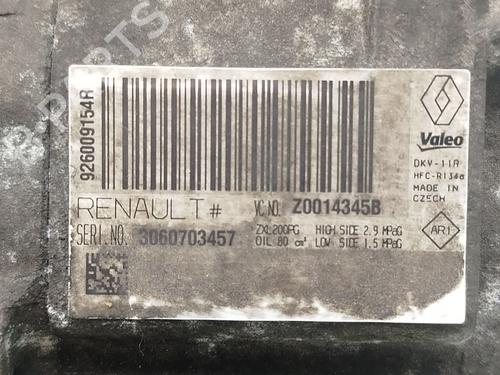 926009154R
Valeo
DKV-11R
HFC-R134a
MADE IN
CZECH
RENAULT# VC.NO. Z0014345B
SERI.NO. 3060703457
ZXL200PG HIGH SIDE 2.9 MPaG
OIL 80 cm³ LOW SIDE 1.5 MPaG
AR1